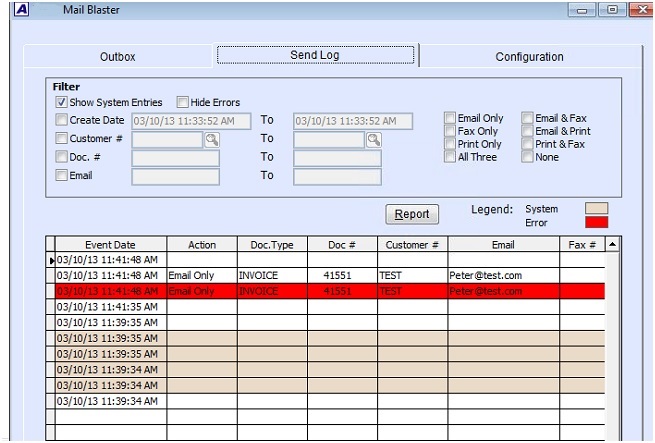 A Mail Blaster
Outbox Send Log Configuration
Filter
Show System Entries Hide Errors
Create Date 03/10/13 11:33:52 AM To 03/10/13 11:33:52 AM Email Only Email & Fax
Customer # To Fax Only Email & Print
Doc. # To Print Only Print & Fax
Email To All Three None
Report Legend: System
Error
Event Date Action Doc.Type Doc # Customer # Email Fax #
03/10/13 11:41:48 AM
03/10/13 11:41:48 AM Email Only INVOICE 41551 TEST Peter@test.com
03/10/13 11:41:48 AM Email Only INVOICE 41551 TEST Peter@test.com
03/10/13 11:41:35 AM
03/10/13 11:39:35 AM
03/10/13 11:39:35 AM
03/10/13 11:39:35 AM
03/10/13 11:39:34 AM
03/10/13 11:39:34 AM
03/10/13 11:39:34 AM